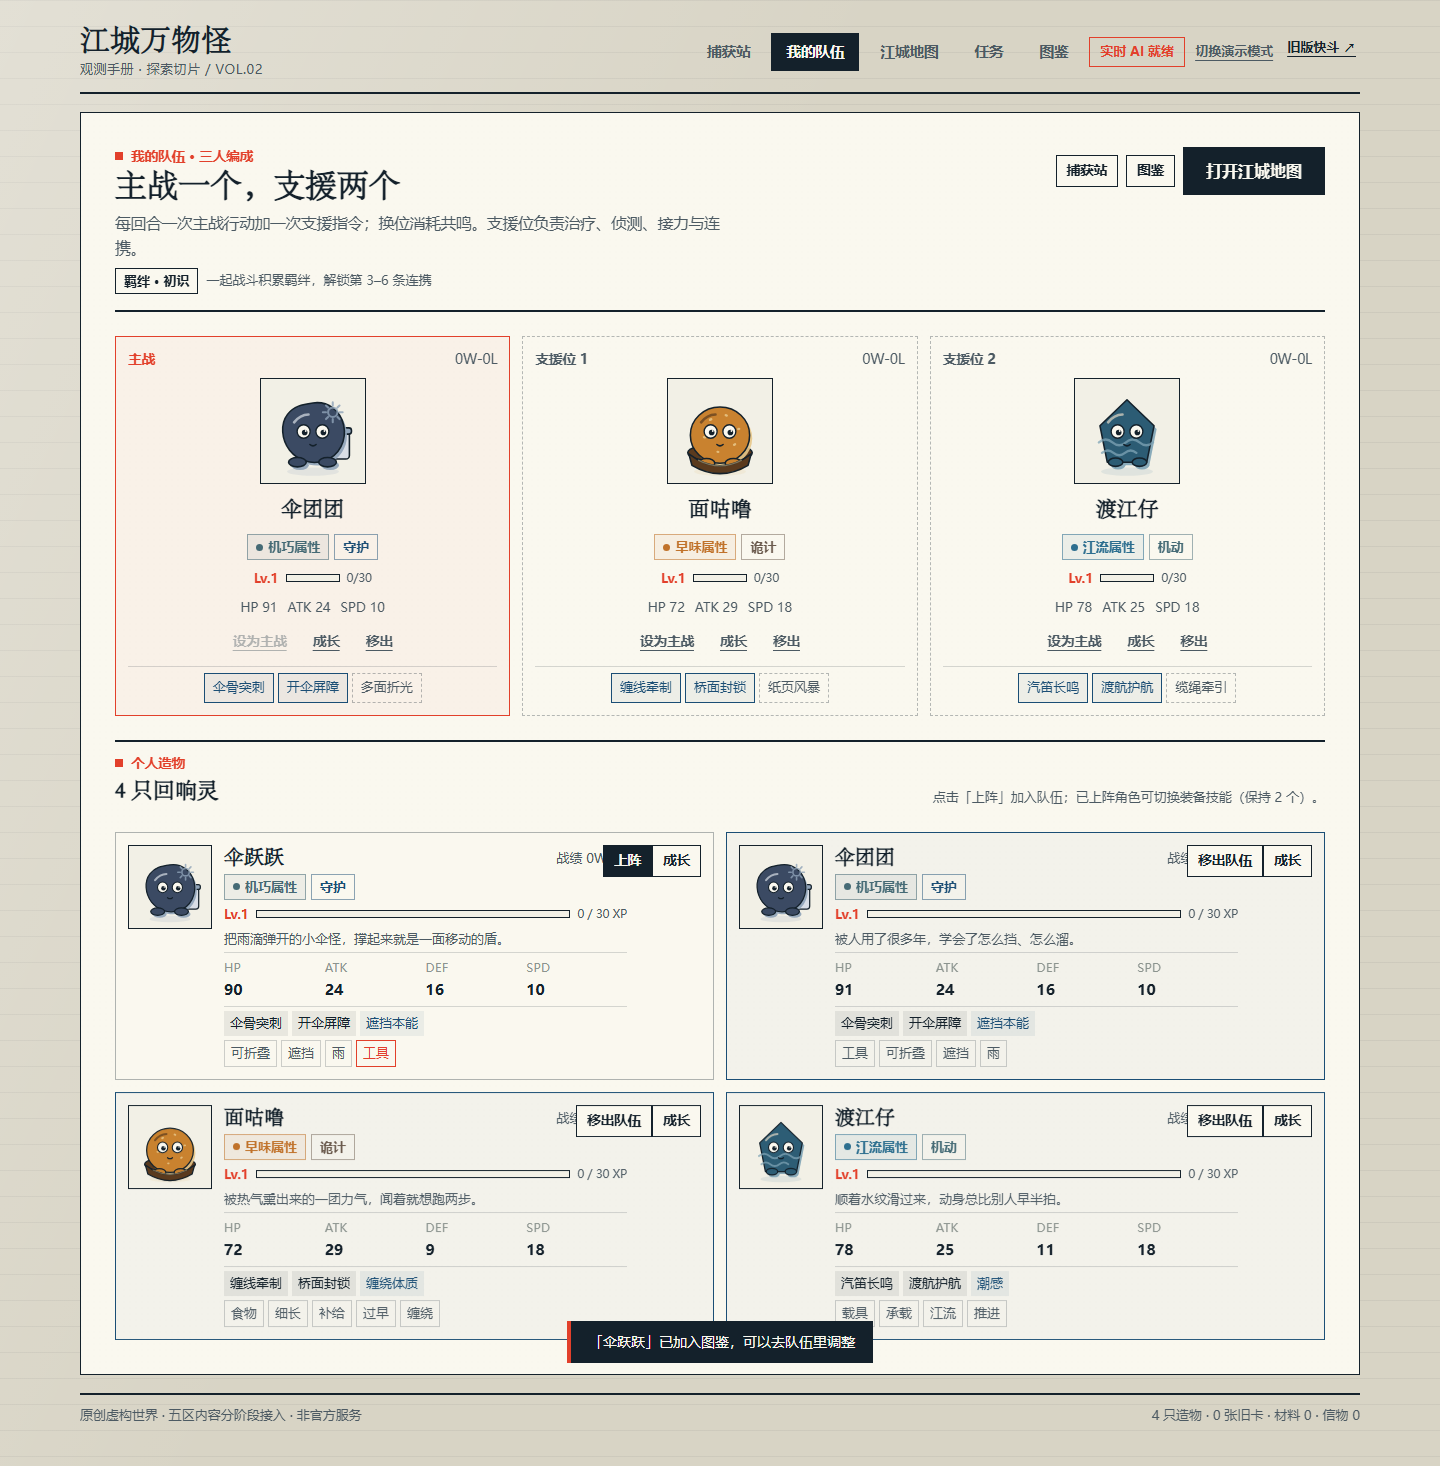 江城万物怪
观测手册 · 探索切片 / VOL.02
捕获站 我的队伍 江城地图 任务 图鉴 实时 AI 就绪 切换演示模式 旧版快斗 ↗
我的队伍 • 三人编成
主战一个，支援两个
每回合一次主战行动加一次支援指令；换位消耗共鸣。支援位负责治疗、侦测、接力与连
携。
羁绊 • 初识 一起战斗积累羁绊，解锁第 3–6 条连携
捕获站 图鉴 打开江城地图
主战 0W-0L
伞团团
机巧属性 守护
Lv.1 0/30
HP 91 ATK 24 SPD 10
设为主战 成长 移出
伞骨突刺 开伞屏障 多面折光
支援位 1 0W-0L
面咕噜
早味属性 诡计
Lv.1 0/30
HP 72 ATK 29 SPD 18
设为主战 成长 移出
缠线牵制 桥面封锁 纸页风暴
支援位 2 0W-0L
渡江仔
江流属性 机动
Lv.1 0/30
HP 78 ATK 25 SPD 18
设为主战 成长 移出
汽笛长鸣 渡航护航 缆绳牵引
个人造物
4 只回响灵
点击「上阵」加入队伍；已上阵角色可切换装备技能（保持 2 个）。
伞跃跃 战绩 0W 上阵 成长
机巧属性 守护
Lv.1 0 / 30 XP
把雨滴弹开的小伞怪，撑起来就是一面移动的盾。
HP ATK DEF SPD
90 24 16 10
伞骨突刺 开伞屏障 遮挡本能
可折叠 遮挡 雨 工具
伞团团 战绩 移出队伍 成长
机巧属性 守护
Lv.1 0 / 30 XP
被人用了很多年，学会了怎么挡、怎么溜。
HP ATK DEF SPD
91 24 16 10
伞骨突刺 开伞屏障 遮挡本能
工具 可折叠 遮挡 雨
面咕噜 战绩 移出队伍 成长
早味属性 诡计
Lv.1 0 / 30 XP
被热气熏出来的一团力气，闻着就想跑两步。
HP ATK DEF SPD
72 29 9 18
缠线牵制 桥面封锁 缠绕体质
食物 细长 补给 过早 缠绕
渡江仔 战绩 移出队伍 成长
江流属性 机动
Lv.1 0 / 30 XP
顺着水纹滑过来，动身总比别人早半拍。
HP ATK DEF SPD
78 25 11 18
汽笛长鸣 渡航护航 潮感
载具 承载 江流 推进
「伞跃跃」已加入图鉴，可以去队伍里调整
原创虚构世界 · 五区内容分阶段接入 · 非官方服务
4 只造物 · 0 张旧卡 · 材料 0 · 信物 0